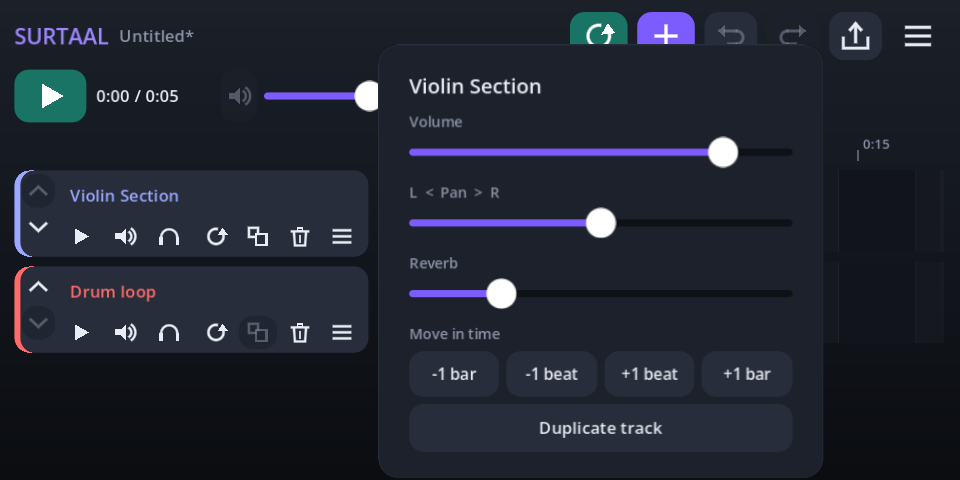 SURTAAL Untitled*
0:00 / 0:05
0:15
Violin Section
Drum loop
Violin Section
Volume
L < Pan > R
Reverb
Move in time
-1 bar -1 beat +1 beat +1 bar
Duplicate track